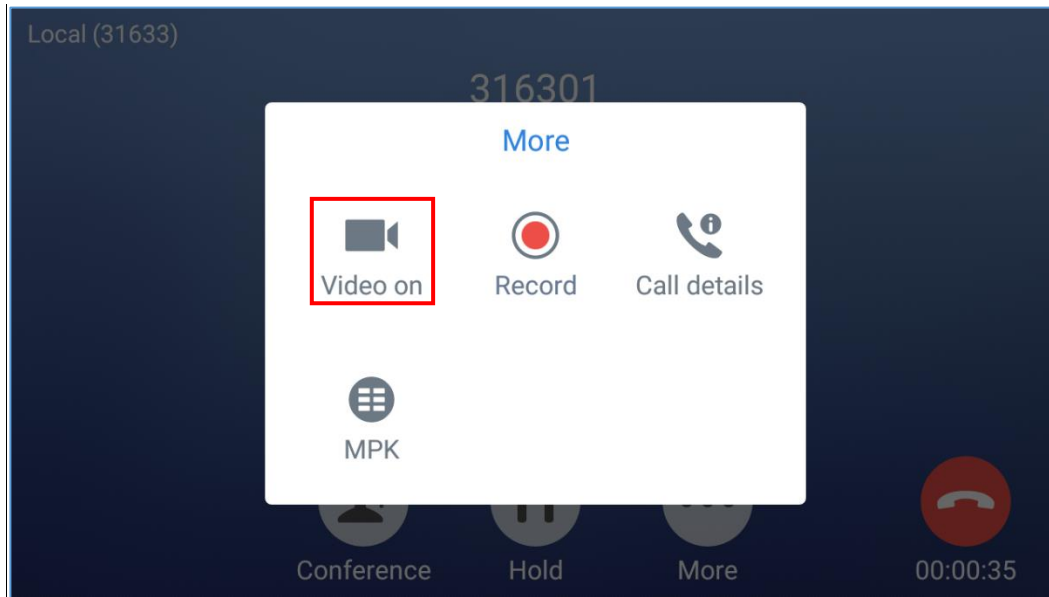 Local (31633)
316301
More
Video on
Record
Call details
MPK
Conference
Hold
More
00:00:35